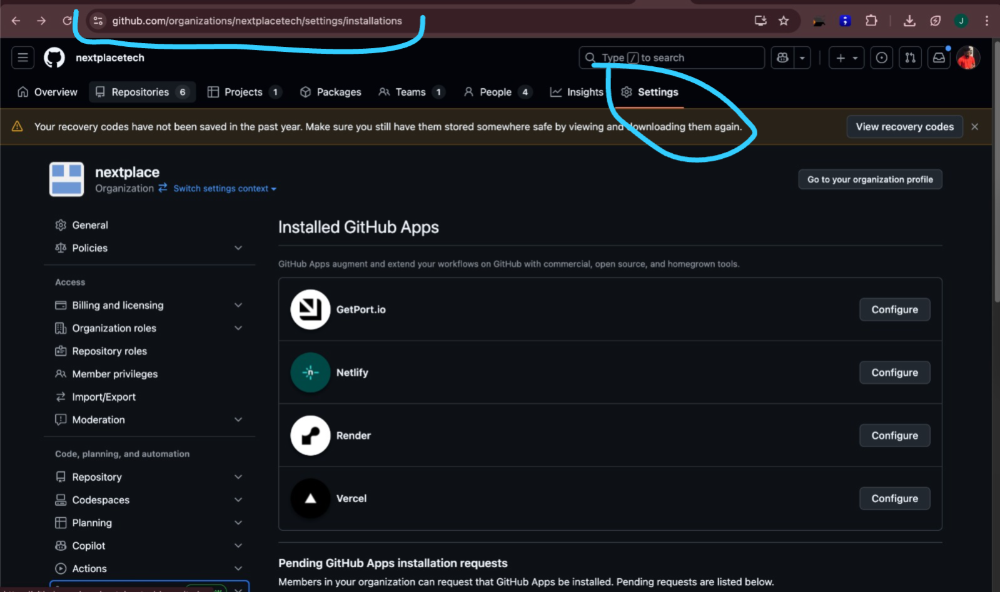 github.com/organizations/nextplacetech/settings/installations
J
nextplacetech
Type / to search
Overview Repositories 6 Projects 1 Packages Teams 1 People 4 Insights Settings
Your recovery codes have not been saved in the past year. Make sure you still have them stored somewhere safe by viewing and downloading them again. View recovery codes
nextplace
Organization Switch settings context
Go to your organization profile
General
Policies
Access
Billing and licensing
Organization roles
Repository roles
Member privileges
Import/Export
Moderation
Code, planning, and automation
Repository
Codespaces
Planning
Copilot
Actions
Installed GitHub Apps
GitHub Apps augment and extend your workflows on GitHub with commercial, open source, and homegrown tools.
GetPort.io Configure
n Netlify Configure
Render Configure
Vercel Configure
Pending GitHub Apps installation requests
Members in your organization can request that GitHub Apps be installed. Pending requests are listed below.